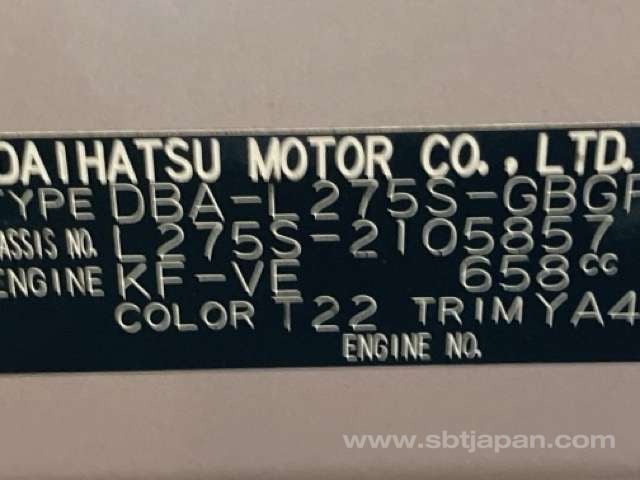 DAIHATSU MOTOR CO., LTD.
TYPE DBA-L275S-GBGF
CHASSIS NO. L275S-2105857
ENGINE KF-VE 658cc
COLOR T22 TRIM YA4
ENGINE NO.
www.sbtjapan.com